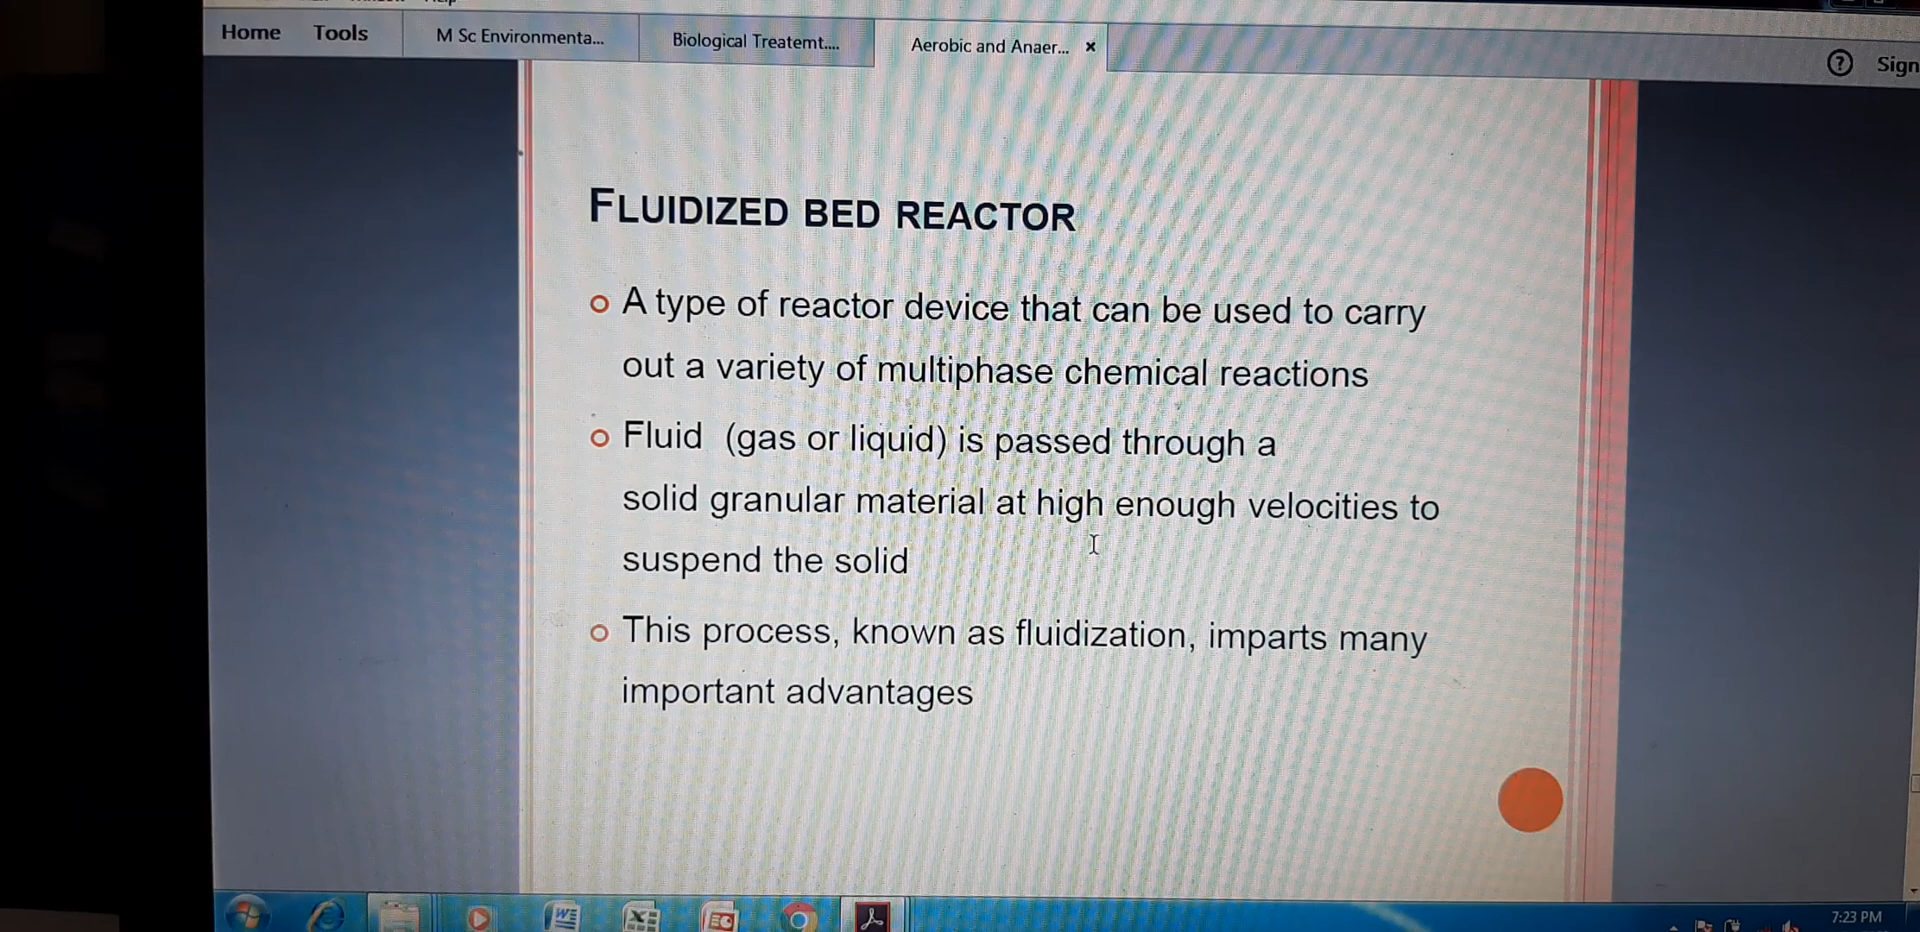 Home Tools M Sc Environmenta... Biological Treatemt.... Aerobic and Anaer... × ? Sign
FLUIDIZED BED REACTOR
A type of reactor device that can be used to carry
out a variety of multiphase chemical reactions
Fluid (gas or liquid) is passed through a
solid granular material at high enough velocities to
suspend the solid
This process, known as fluidization, imparts many
important advantages
7:23 PM